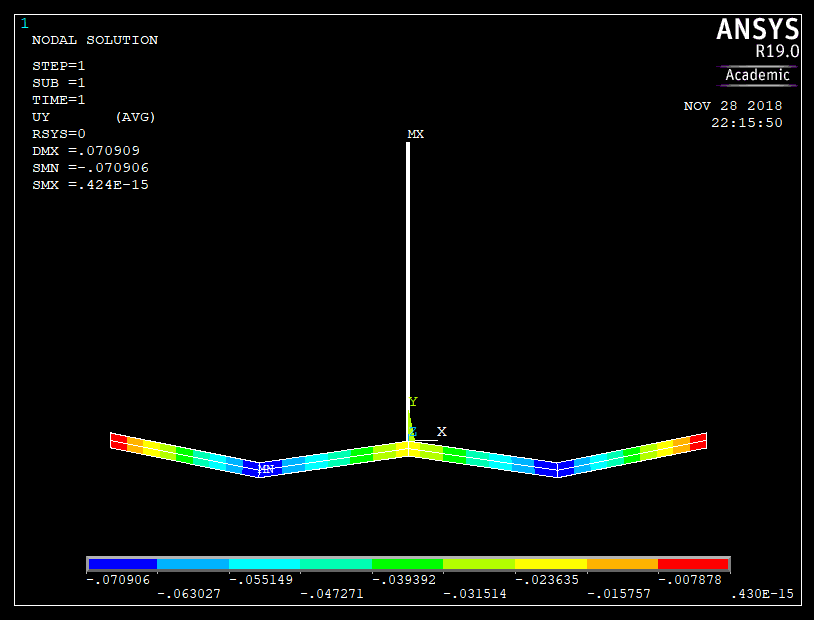 1
NODAL SOLUTION
STEP=1
SUB =1
TIME=1
UY (AVG)
RSYS=0
DMX =.070909
SMN =-.070906
SMX =.424E-15
ANSYS
R19.0
Academic
NOV 28 2018
22:15:50
MX
Y
X
MN
-.070906 -.055149 -.039392 -.023635 -.007878
-.063027 -.047271 -.031514 -.015757 .430E-15